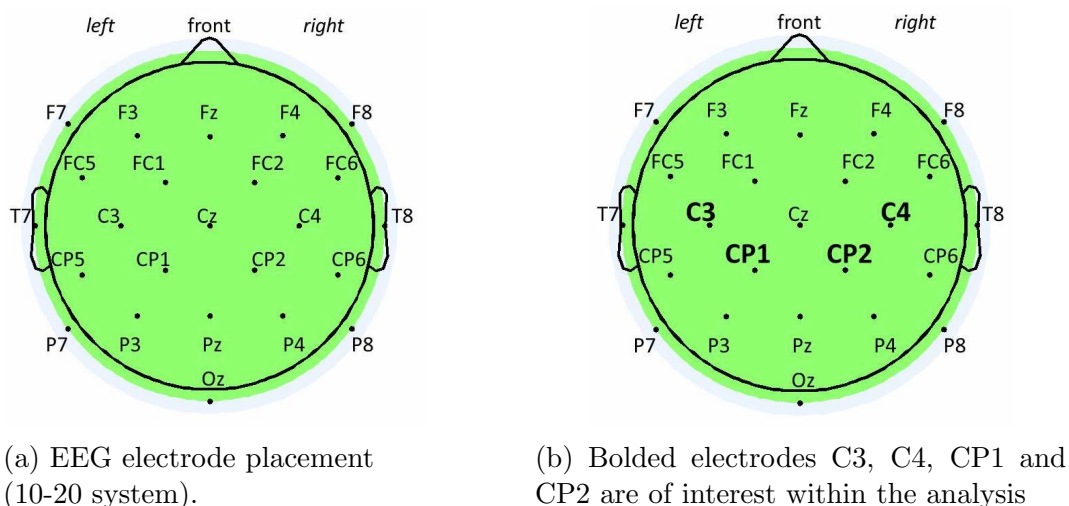 left front right
F7 F3 Fz F4 F8
FC5 FC1 FC2 FC6
T7 C3 Cz C4 T8
CP5 CP1 CP2 CP6
P7 P3 Pz P4 P8
Oz
(a) EEG electrode placement
(10-20 system).
left front right
F7 F3 Fz F4 F8
FC5 FC1 FC2 FC6
T7 C3 Cz C4 T8
CP5 CP1 CP2 CP6
P7 P3 Pz P4 P8
Oz
(b) Bolded electrodes C3, C4, CP1 and
CP2 are of interest within the analysis